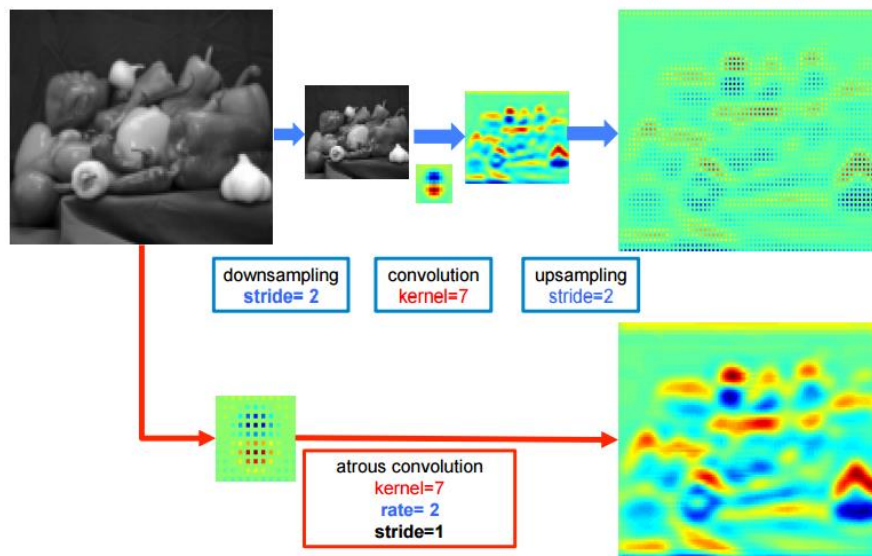 downsampling
stride= 2
convolution
kernel=7
upsampling
stride=2
atrous convolution
kernel=7
rate= 2
stride=1